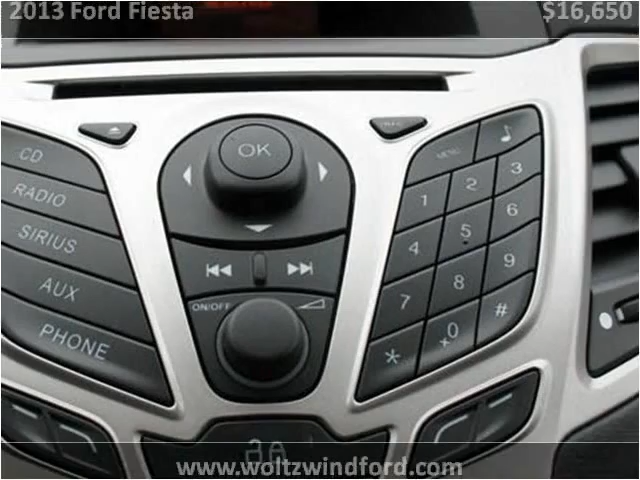 2013 Ford Fiesta $16,650
OK
MENU
CD
RADIO
SIRIUS
AUX
PHONE
1 2 3
4 5 6
7 8 9
* 0 #
+
ON/OFF
www.woltzwindford.com